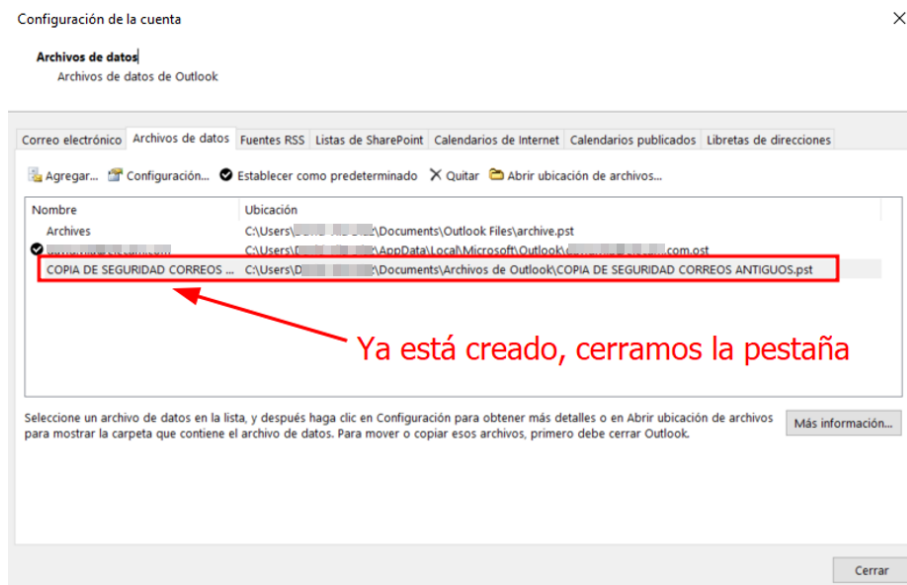 Configuración de la cuenta
Archivos de datos
Archivos de datos de Outlook
Correo electrónico Archivos de datos Fuentes RSS Listas de SharePoint Calendarios de Internet Calendarios publicados Libretas de direcciones
Agregar... Configuración... Establecer como predeterminado Quitar Abrir ubicación de archivos...
Nombre Ubicación
Archives C:\Users\ \Documents\Outlook Files\archive.pst
C:\Users\ \AppData\Local\Microsoft\Outlook\ .com.ost
COPIA DE SEGURIDAD CORREOS ... C:\Users\D \Documents\Archivos de Outlook\COPIA DE SEGURIDAD CORREOS ANTIGUOS.pst
Ya está creado, cerramos la pestaña
Seleccione un archivo de datos en la lista, y después haga clic en Configuración para obtener más detalles o en Abrir ubicación de archivos
para mostrar la carpeta que contiene el archivo de datos. Para mover o copiar esos archivos, primero debe cerrar Outlook.
Más información...
Cerrar